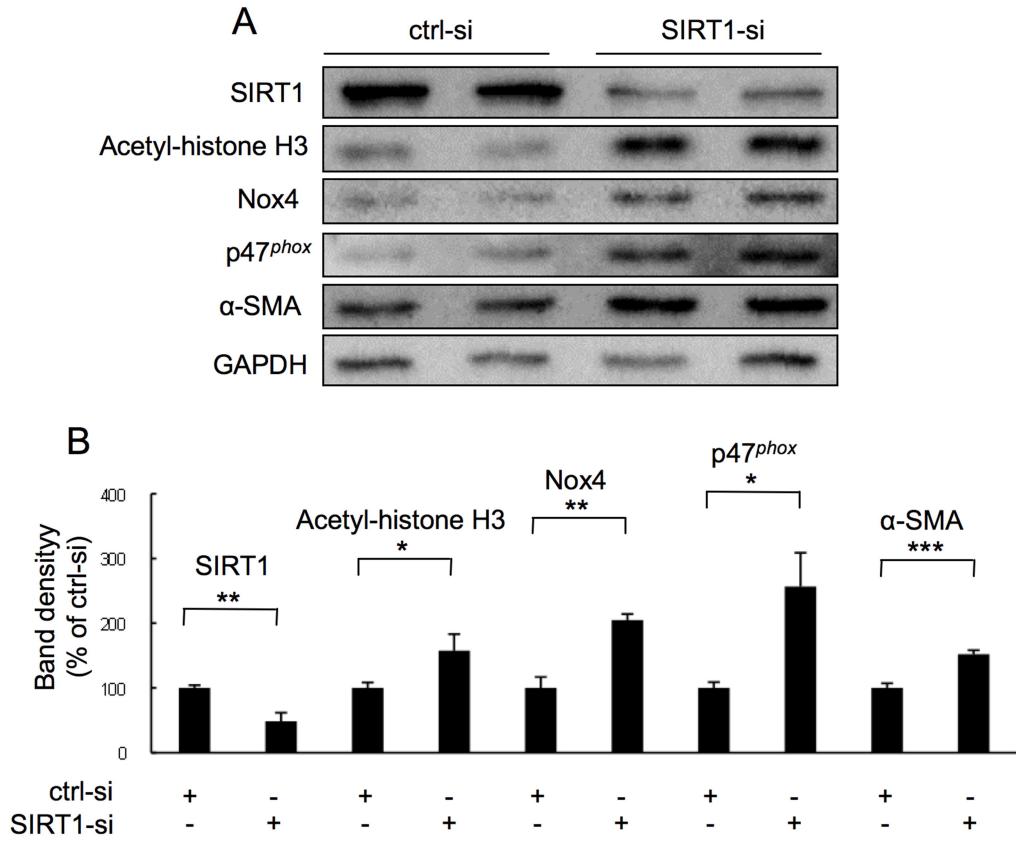 A
ctrl-si SIRT1-si
SIRT1
Acetyl-histone H3
Nox4
p47phox
α-SMA
GAPDH
B
Band densityy
(% of ctrl-si)
400
300
200
100
0
SIRT1
**
Acetyl-histone H3
*
Nox4
**
p47phox
*
α-SMA
***
ctrl-si + - + - + - + - + -
SIRT1-si - + - + - + - + - +